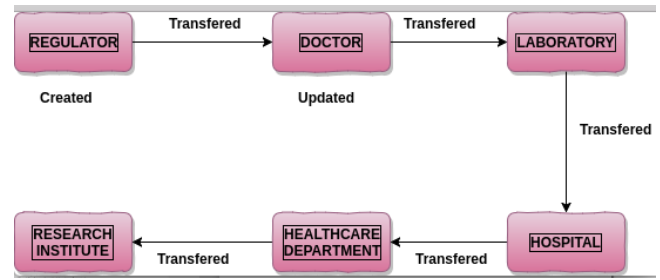 Transfered
Transfered
REGULATOR
DOCTOR
LABORATORY
Created
Updated
Transfered
RESEARCH
INSTITUTE
HEALTHCARE
DEPARTMENT
HOSPITAL
Transfered
Transfered